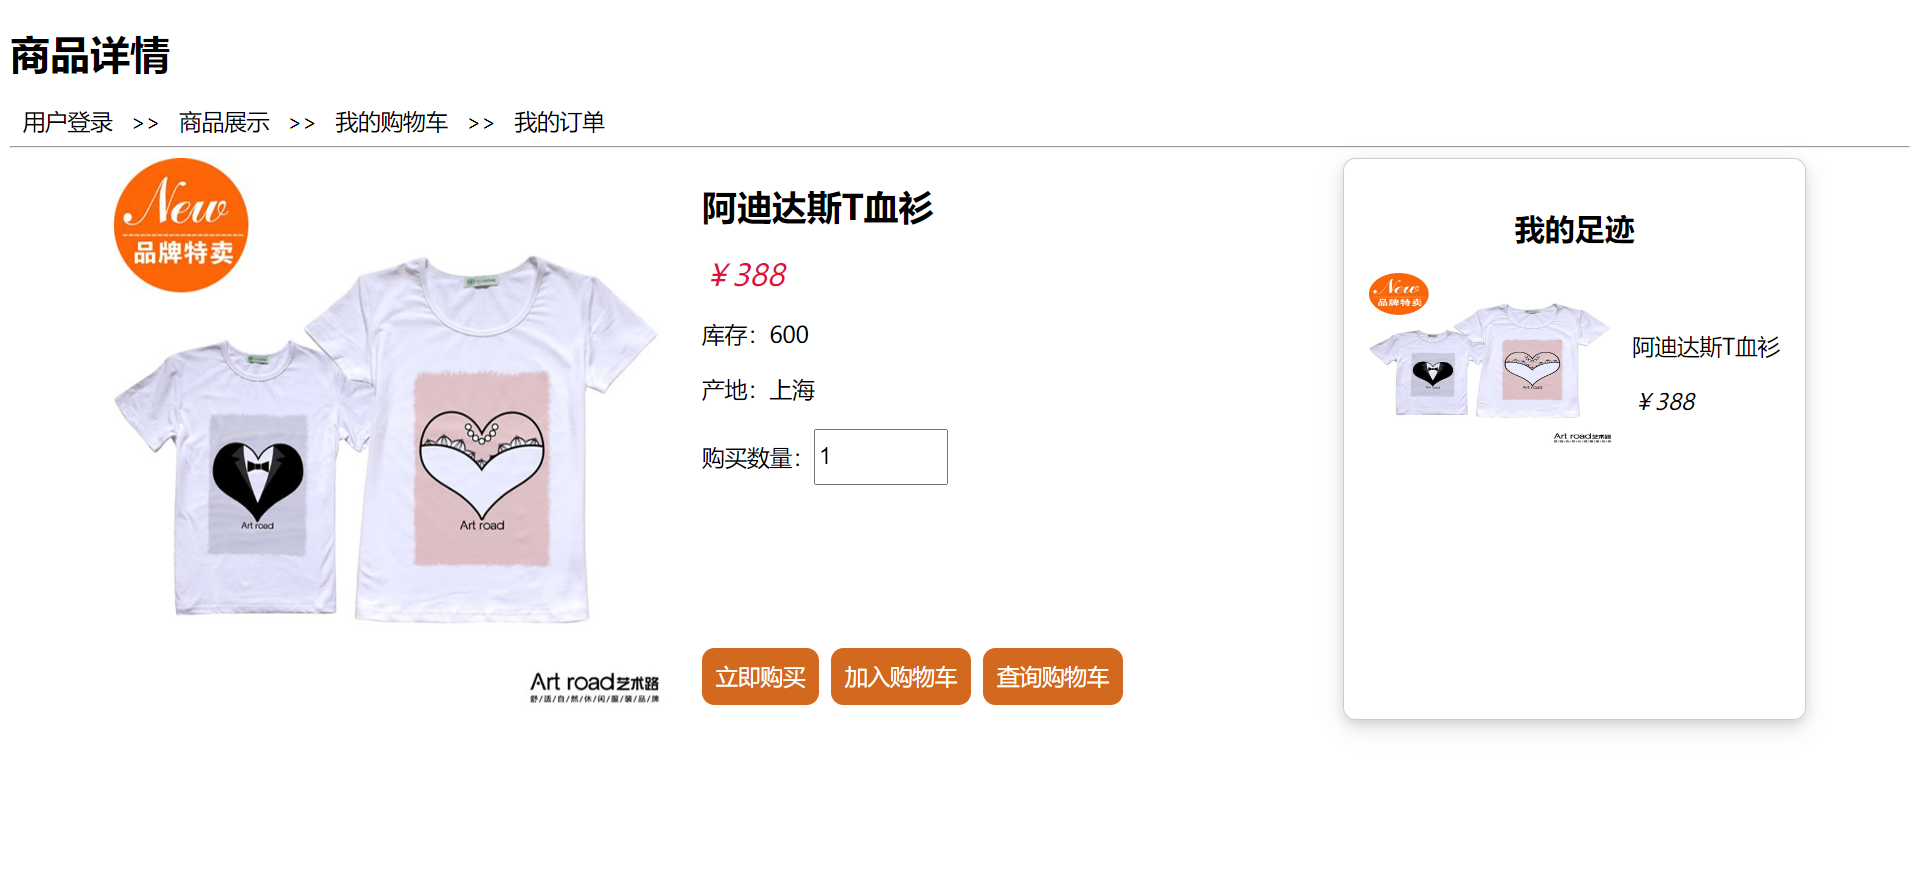 商品详情
用户登录 >> 商品展示 >> 我的购物车 >> 我的订单
New
品牌特卖
Art road
Art road
Art road艺术路
舒/适/自/然/休/闲/服/装/品/牌
阿迪达斯T血衫
¥388
库存：600
产地：上海
购买数量：1
立即购买 加入购物车 查询购物车
我的足迹
New
品牌特卖
Art road
Art road
Art road艺术路
阿迪达斯T血衫
¥388